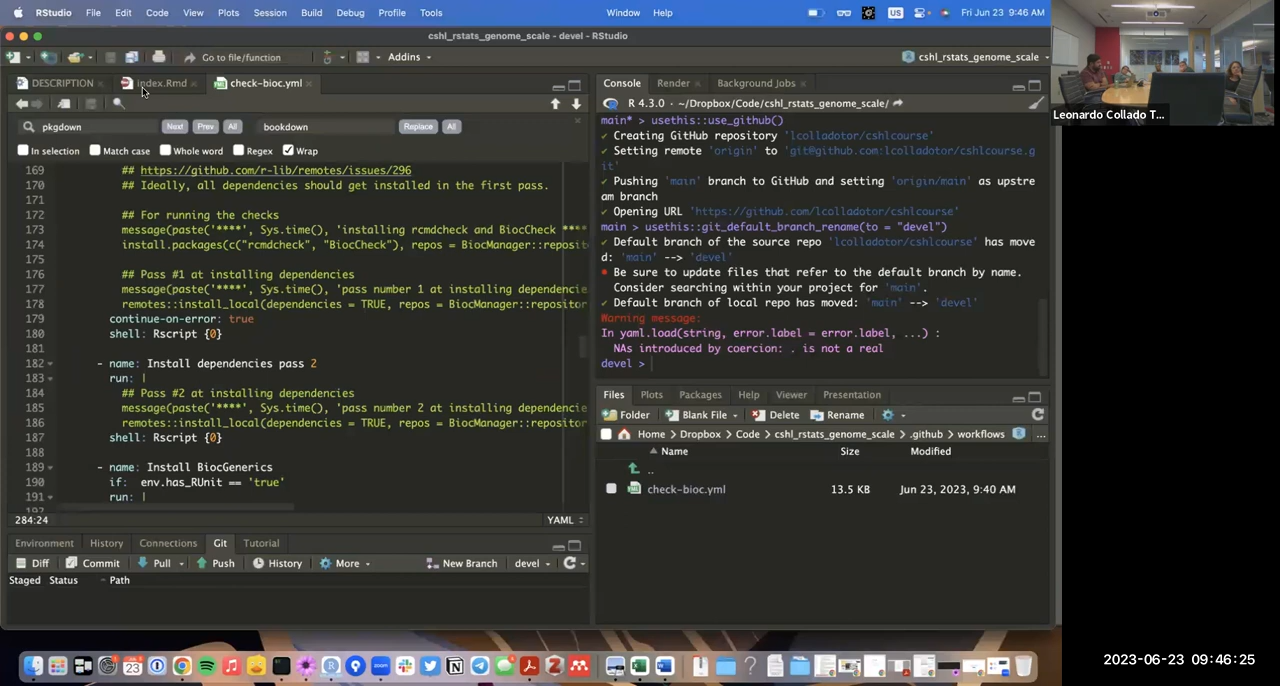 RStudio File Edit Code View Plots Session Build Debug Profile Tools Window Help US Fri Jun 23 9:46 AM
cshl_rstats_genome_scale - devel - RStudio
Go to file/function Addins cshl_rstats_genome_scale
DESCRIPTION index.Rmd check-bioc.yml
pkgdown Next Prev All bookdown Replace All
In selection Match case Whole word Regex Wrap
169 ## https://github.com/r-lib/remotes/issues/296
170 ## Ideally, all dependencies should get installed in the first pass.
171
172 ## For running the checks
173 message(paste('****', Sys.time(), 'installing rcmdcheck and BiocCheck ****
174 install.packages(c("rcmdcheck", "BiocCheck"), repos = BiocManager::reposit
175
176 ## Pass #1 at installing dependencies
177 message(paste('****', Sys.time(), 'pass number 1 at installing dependencie
178 remotes::install_local(dependencies = TRUE, repos = BiocManager::repositor
179 continue-on-error: true
180 shell: Rscript {0}
181
182 - name: Install dependencies pass 2
183 run: |
184 ## Pass #2 at installing dependencies
185 message(paste('****', Sys.time(), 'pass number 2 at installing dependencie
186 remotes::install_local(dependencies = TRUE, repos = BiocManager::repositor
187 shell: Rscript {0}
188
189 - name: Install BiocGenerics
190 if: env.has_RUnit == 'true'
191 run: |
192
284:24 YAML
Environment History Connections Git Tutorial
Diff Commit Pull Push History More New Branch devel
Staged Status Path
Console Render Background Jobs
R 4.3.0 · ~/Dropbox/Code/cshl_rstats_genome_scale/
main* > usethis::use_github()
✔ Creating GitHub repository 'lcolladotor/cshlcourse'
✔ Setting remote 'origin' to 'git@github.com:lcolladotor/cshlcourse.g
it'
✔ Pushing 'main' branch to GitHub and setting 'origin/main' as upstre
am branch
✔ Opening URL 'https://github.com/lcolladotor/cshlcourse'
main > usethis::git_default_branch_rename(to = "devel")
✔ Default branch of the source repo 'lcolladotor/cshlcourse' has move
d: 'main' --> 'devel'
• Be sure to update files that refer to the default branch by name.
Consider searching within your project for 'main'.
✔ Default branch of local repo has moved: 'main' --> 'devel'
Warning message:
In yaml.load(string, error.label = error.label, ...) :
NAs introduced by coercion: . is not a real
devel >
Files Plots Packages Help Viewer Presentation
Folder Blank File Delete Rename
Home Dropbox Code cshl_rstats_genome_scale .github workflows ...
Name Size Modified
..
check-bioc.yml 13.5 KB Jun 23, 2023, 9:40 AM
Leonardo Collado T...
2023-06-23 09:46:25